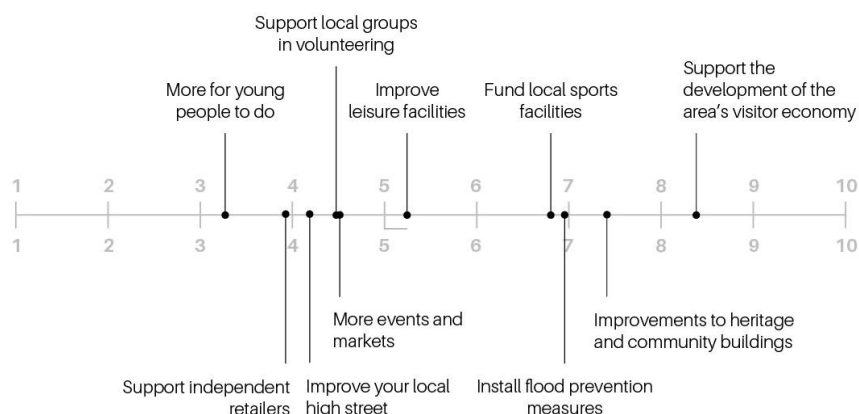 Support local groups
in volunteering
More for young
people to do
Improve
leisure facilities
Fund local sports
facilities
Support the
development of the
area's visitor economy
1 2 3 4 5 6 7 8 9 10
1 2 3 4 5 6 7 8 9 10
More events and
markets
Improvements to heritage
and community buildings
Support independent
retailers
Improve your local
high street
Install flood prevention
measures